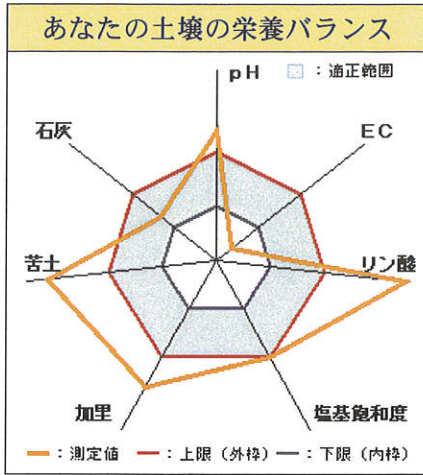 あなたの土壌の栄養バランス
pH
：適正範囲
石灰
EC
苦土
リン酸
加里
塩基飽和度
：測定値
：上限（外枠）
：下限（内枠）